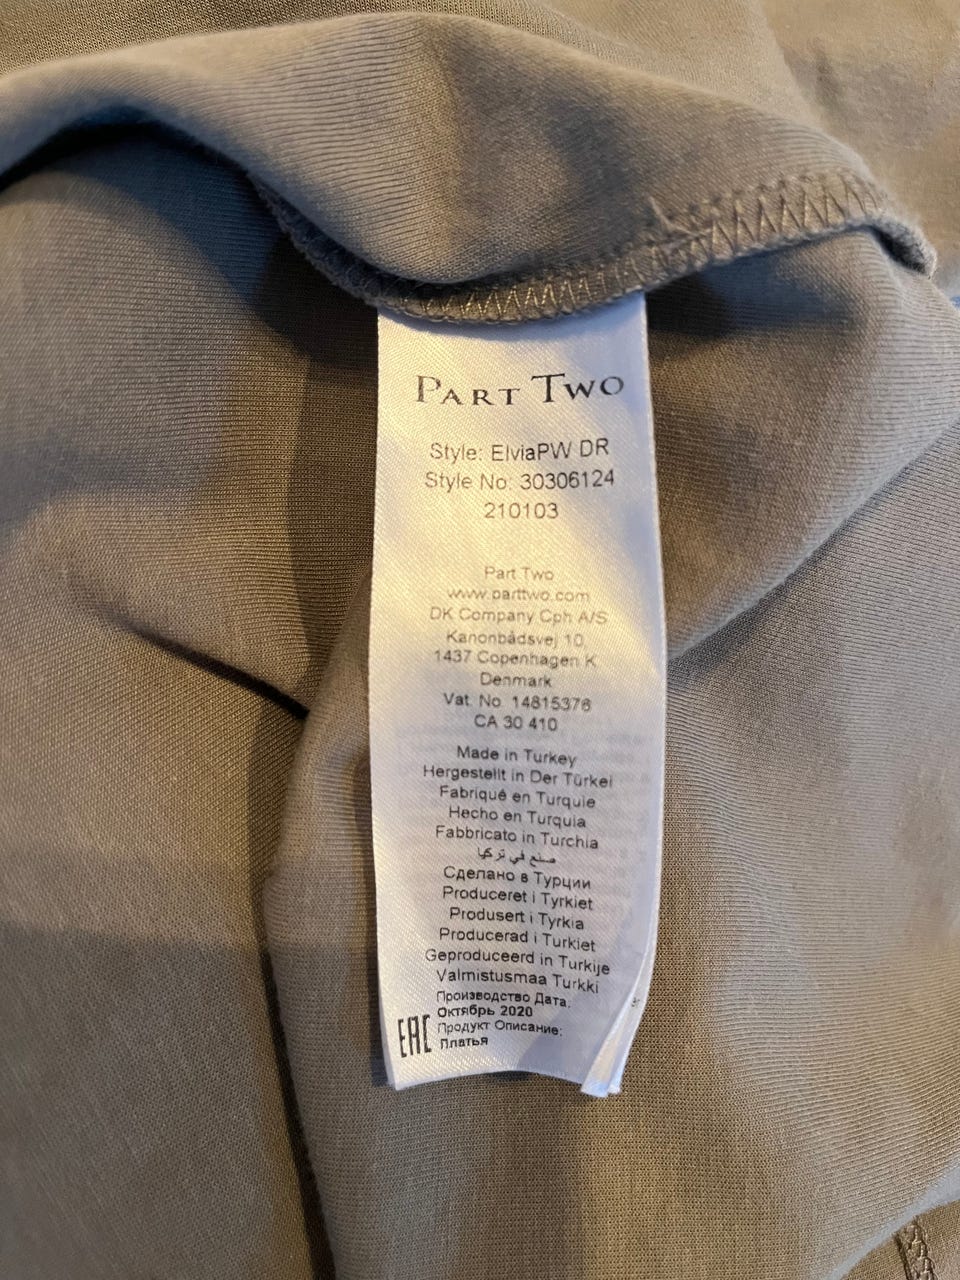 PART TWO
Style: ElviaPW DR
Style No: 30306124
210103
Part Two
www.parttwo.com
DK Company Cph A/S
Kanonbådsvej 10
1437 Copenhagen K
Denmark
Vat. No. 14815376
CA 30 410
Made in Turkey
Hergestellt in Der Türkei
Fabriqué en Turquie
Hecho en Turquia
Fabbricato in Turchia
صنع في تركيا
Сделано в Турции
Produceret i Tyrkiet
Produsert i Tyrkia
Producerad i Turkiet
Geproduceerd in Turkije
Valmistusmaa Turkki
Производство Дата:
Октябрь 2020
EAC Продукт Описание:
Платья